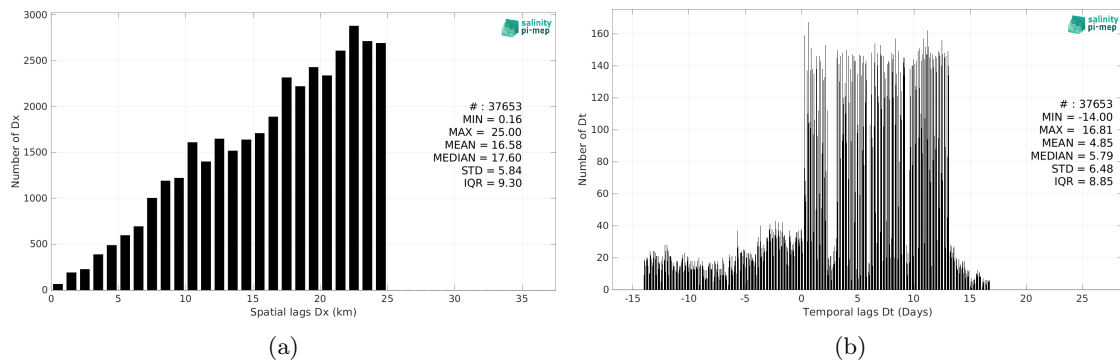 3000
2500
2000
1500
1000
500
0
Number of Dx
salinity
pi-mep
# : 37653
MIN = 0.16
MAX = 25.00
MEAN = 16.58
MEDIAN = 17.60
STD = 5.84
IQR = 9.30
0 5 10 15 20 25 30 35
Spatial lags Dx (km)
(a)
160
140
120
100
80
60
40
20
0
Number of Dt
salinity
pi-mep
# : 37653
MIN = -14.00
MAX = 16.81
MEAN = 4.85
MEDIAN = 5.79
STD = 6.48
IQR = 8.85
-15 -10 -5 0 5 10 15 20 25
Temporal lags Dt (Days)
(b)